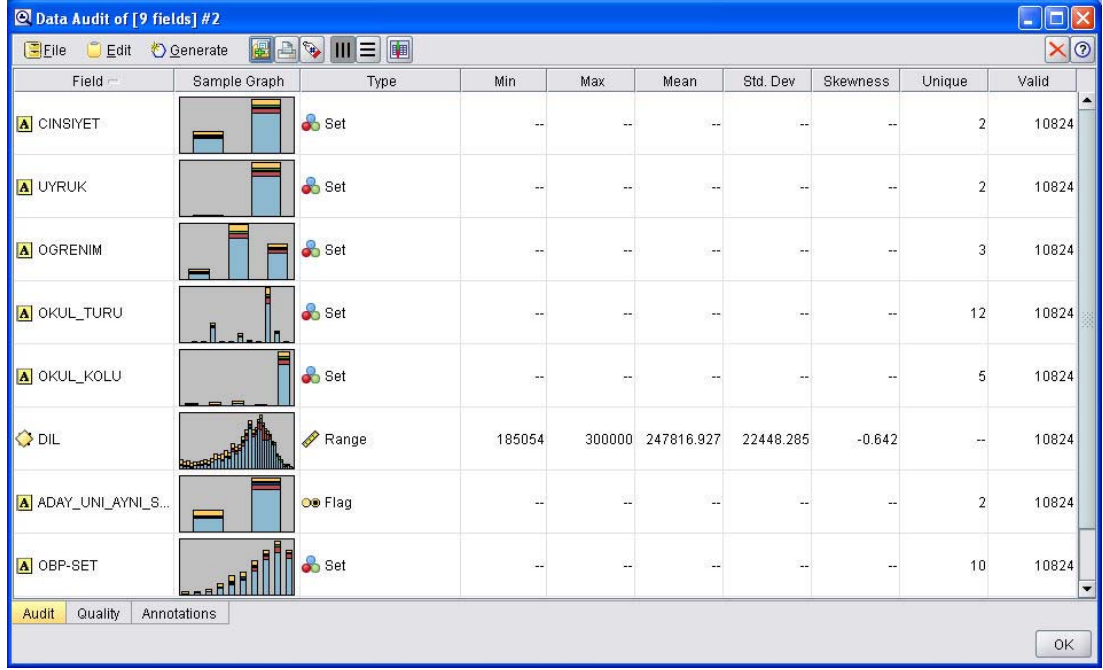 Data Audit of [9 fields] #2
File Edit Generate
Field Sample Graph Type Min Max Mean Std. Dev Skewness Unique Valid
A CINSIYET Set -- -- -- -- -- 2 10824
A UYRUK Set -- -- -- -- -- 2 10824
A OGRENIM Set -- -- -- -- -- 3 10824
A OKUL_TURU Set -- -- -- -- -- 12 10824
A OKUL_KOLU Set -- -- -- -- -- 5 10824
DIL Range 185054 300000 247816.927 22448.285 -0.642 -- 10824
A ADAY_UNI_AYNI_S... Flag -- -- -- -- -- 2 10824
A OBP-SET Set -- -- -- -- -- 10 10824
Audit Quality Annotations
OK